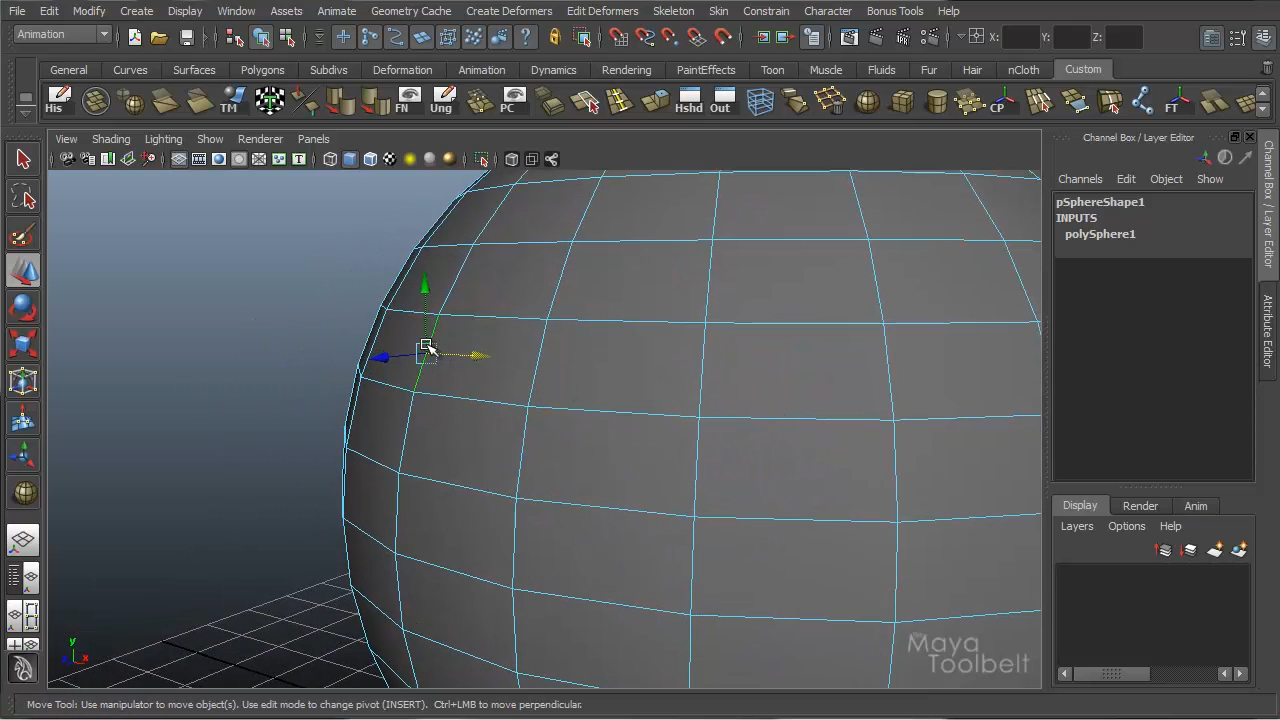 File Edit Modify Create Display Window Assets Animate Geometry Cache Create Deformers Edit Deformers Skeleton Skin Constrain Character Bonus Tools Help
Animation X: Y: Z:
General Curves Surfaces Polygons Subdivs Deformation Animation Dynamics Rendering PaintEffects Toon Muscle Fluids Fur Hair nCloth Custom
His TM FN Ung PC Hshd Out CP FT
View Shading Lighting Show Renderer Panels
Channel Box / Layer Editor
Channels Edit Object Show
pSphereShape1
INPUTS
polySphere1
Channel Box / Layer Editor
Attribute Editor
Display Render Anim
Layers Options Help
y
z x
The Maya
Toolbelt
Move Tool: Use manipulator to move object(s). Use edit mode to change pivot (INSERT). Ctrl+LMB to move perpendicular.